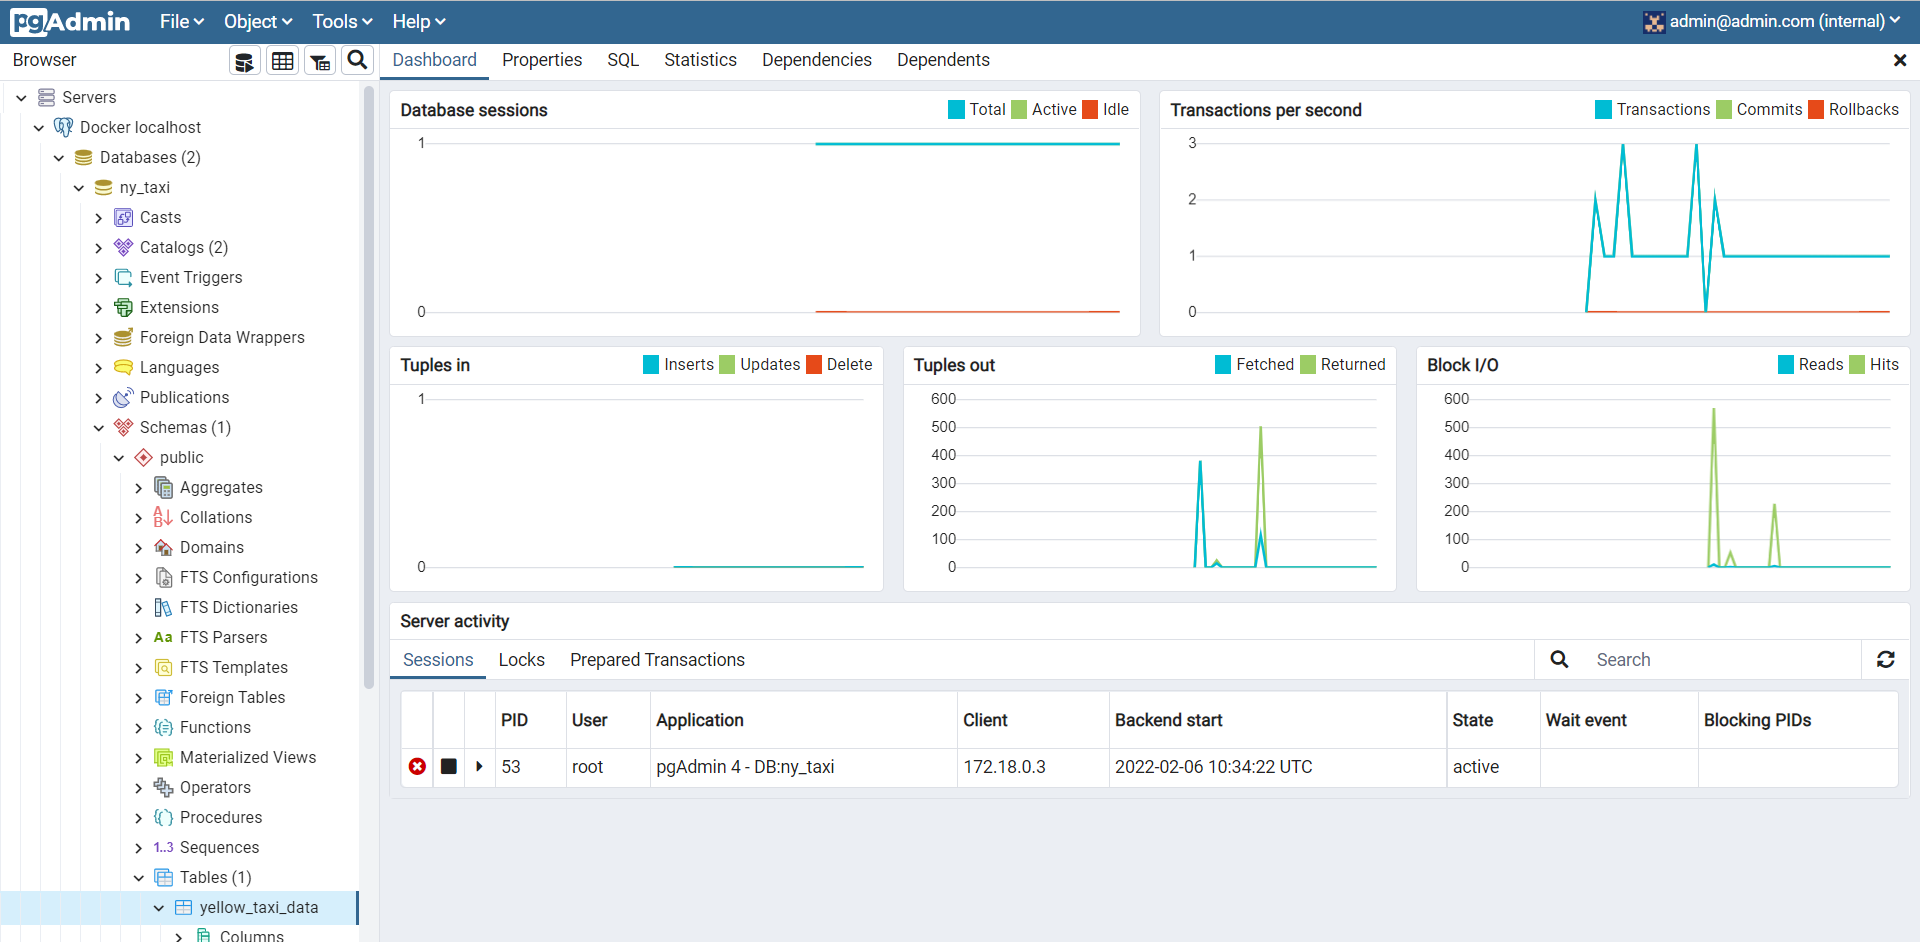 pgAdmin File Object Tools Help admin@admin.com (internal)
Browser
Dashboard Properties SQL Statistics Dependencies Dependents
Servers
Docker localhost
Databases (2)
ny_taxi
Casts
Catalogs (2)
Event Triggers
Extensions
Foreign Data Wrappers
Languages
Publications
Schemas (1)
public
Aggregates
Collations
Domains
FTS Configurations
FTS Dictionaries
Aa FTS Parsers
FTS Templates
Foreign Tables
Functions
Materialized Views
Operators
Procedures
1..3 Sequences
Tables (1)
yellow_taxi_data
Columns
Database sessions Total Active Idle
1
0
Transactions per second Transactions Commits Rollbacks
3
2
1
0
Tuples in Inserts Updates Delete
1
0
Tuples out Fetched Returned
600
500
400
300
200
100
0
Block I/O Reads Hits
600
500
400
300
200
100
0
Server activity
Sessions Locks Prepared Transactions Search
PID User Application Client Backend start State Wait event Blocking PIDs
53 root pgAdmin 4 - DB:ny_taxi 172.18.0.3 2022-02-06 10:34:22 UTC active